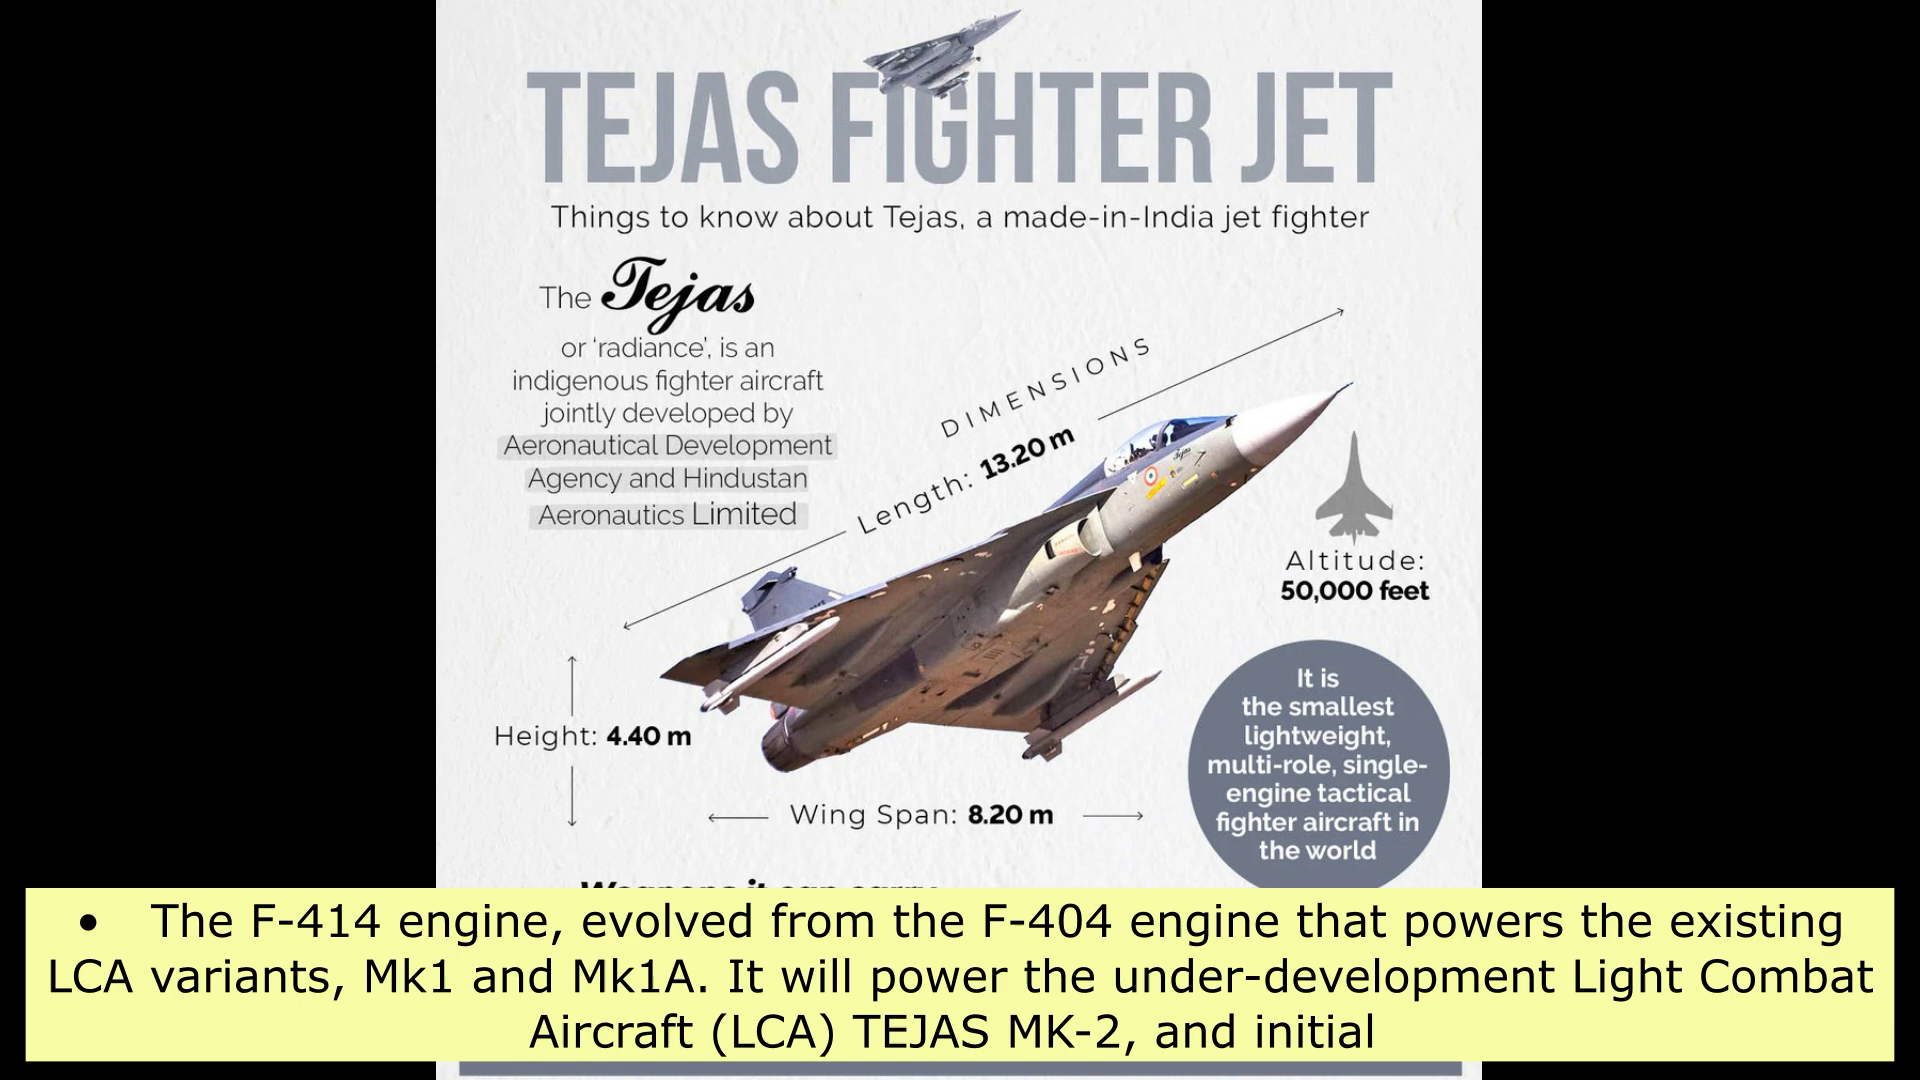 TEJAS FIGHTER JET
Things to know about Tejas, a made-in-India jet fighter
The Tejas
or ‘radiance’, is an
indigenous fighter aircraft
jointly developed by
Aeronautical Development
Agency and Hindustan
Aeronautics Limited
DIMENSIONS
Length: 13.20 m
Altitude:
50,000 feet
Height: 4.40 m
Wing Span: 8.20 m
It is
the smallest
lightweight,
multi-role, single-
engine tactical
fighter aircraft in
the world
Weapons it can carry
• The F-414 engine, evolved from the F-404 engine that powers the existing
LCA variants, Mk1 and Mk1A. It will power the under-development Light Combat
Aircraft (LCA) TEJAS MK-2, and initial